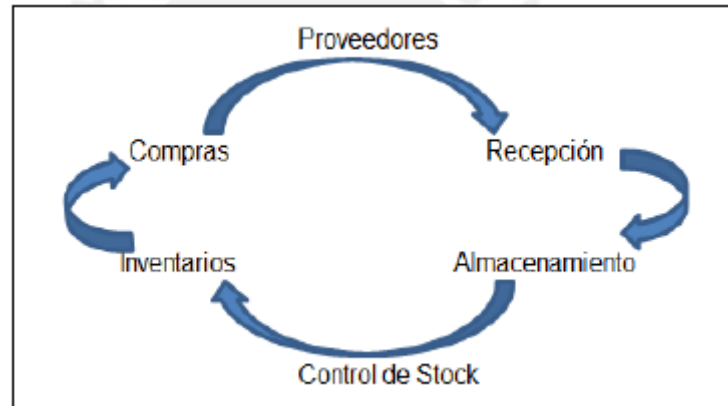 Proveedores
Compras
Recepción
Inventarios
Almacenamiento
Control de Stock